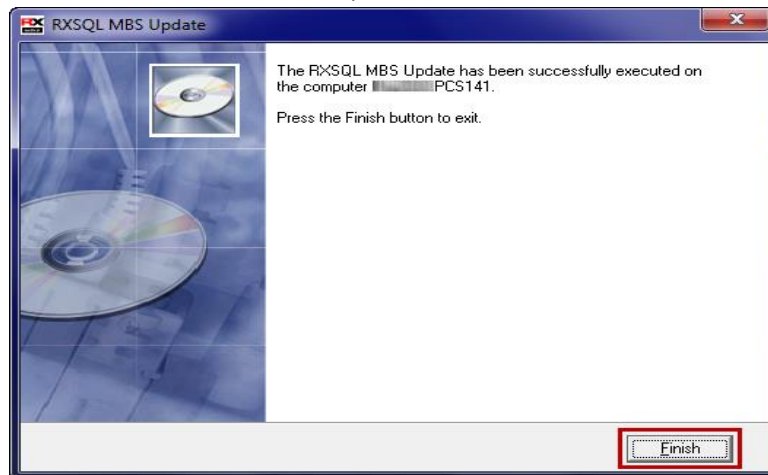 RX
RXSQL MBS Update
The RXSQL MBS Update has been successfully executed on
the computer PCS141.
Press the Finish button to exit.
Finish